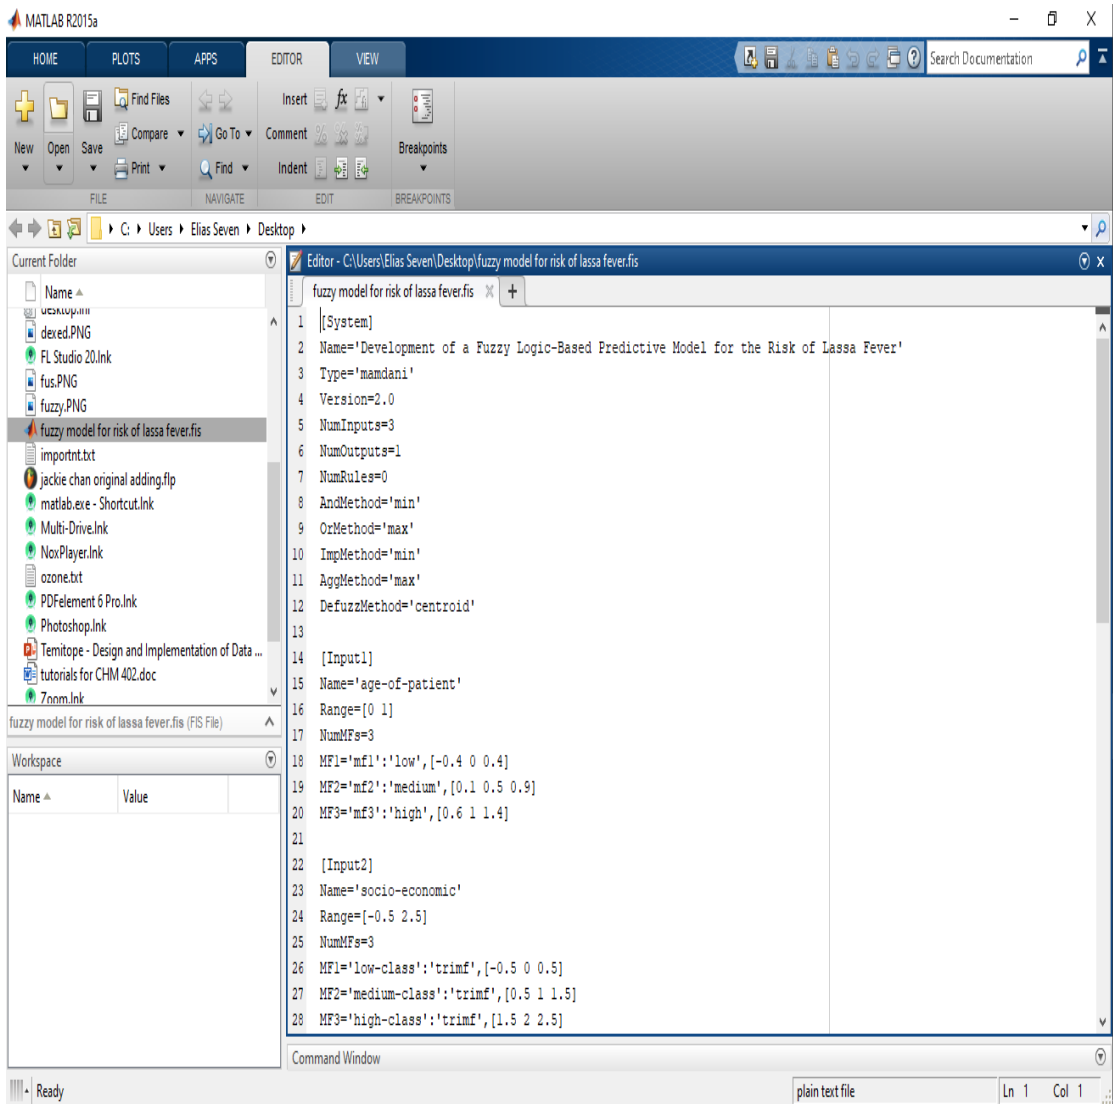 MATLAB R2015a
HOME PLOTS APPS EDITOR VIEW
Search Documentation
New Open Save
Find Files
Compare
Print
Go To
Find
Insert fx
Comment
Indent
Breakpoints
FILE NAVIGATE EDIT BREAKPOINTS
C: Users Elias Seven Desktop
Current Folder
Name
desktop.ini
dexed.PNG
FL Studio 20.lnk
fus.PNG
fuzzy.PNG
fuzzy model for risk of lassa fever.fis
importnt.txt
jackie chan original adding.flp
matlab.exe - Shortcut.lnk
Multi-Drive.lnk
NoxPlayer.lnk
ozone.txt
PDFelement 6 Pro.lnk
Photoshop.lnk
Temitope - Design and Implementation of Data ...
tutorials for CHM 402.doc
Zoom.lnk
fuzzy model for risk of lassa fever.fis (FIS File)
Workspace
Name Value
Editor - C:\Users\Elias Seven\Desktop\fuzzy model for risk of lassa fever.fis
fuzzy model for risk of lassa fever.fis
1 [System]
2 Name='Development of a Fuzzy Logic-Based Predictive Model for the Risk of Lassa Fever'
3 Type='mamdani'
4 Version=2.0
5 NumInputs=3
6 NumOutputs=1
7 NumRules=0
8 AndMethod='min'
9 OrMethod='max'
10 ImpMethod='min'
11 AggMethod='max'
12 DefuzzMethod='centroid'
13
14 [Input1]
15 Name='age-of-patient'
16 Range=[0 1]
17 NumMFs=3
18 MF1='mf1':'low',[-0.4 0 0.4]
19 MF2='mf2':'medium',[0.1 0.5 0.9]
20 MF3='mf3':'high',[0.6 1 1.4]
21
22 [Input2]
23 Name='socio-economic'
24 Range=[-0.5 2.5]
25 NumMFs=3
26 MF1='low-class':'trimf',[-0.5 0 0.5]
27 MF2='medium-class':'trimf',[0.5 1 1.5]
28 MF3='high-class':'trimf',[1.5 2 2.5]
Command Window
Ready
plain text file
Ln 1 Col 1